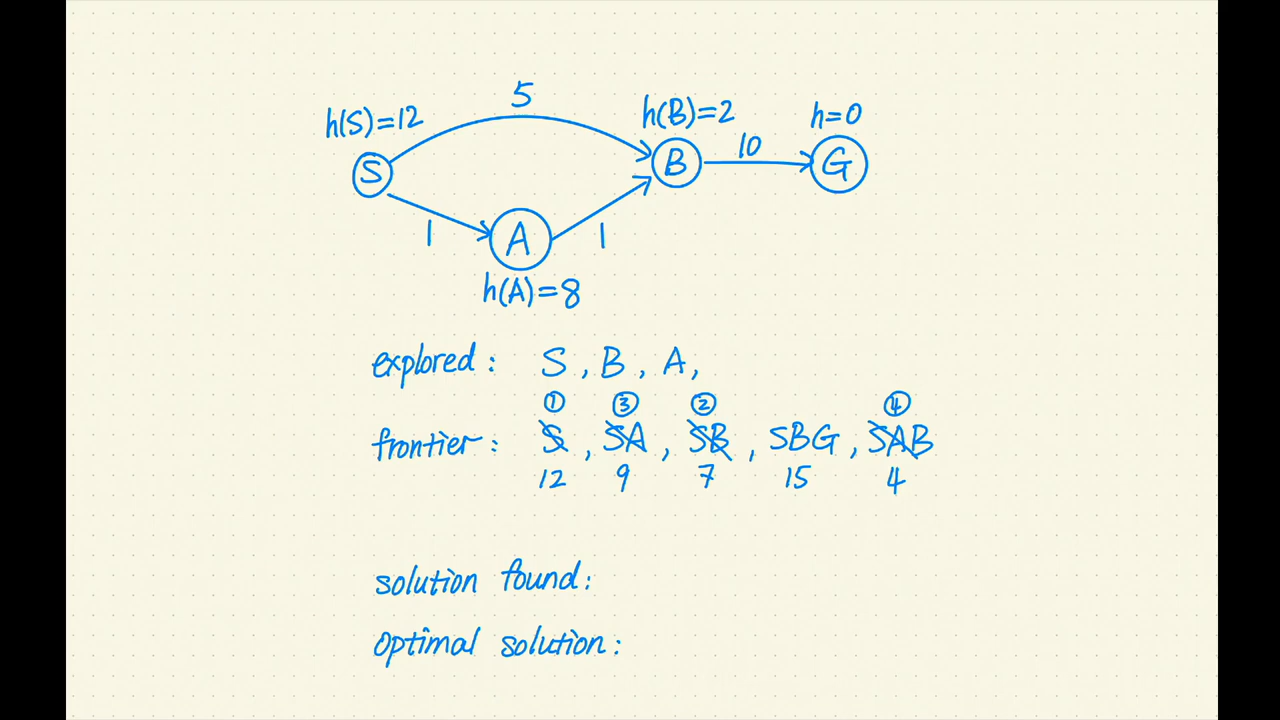 5
h(S)=12
h(B)=2
h=0
S
B
10
G
1
A
1
h(A)=8
explored: S, B, A,
① ③ ② ④
frontier: S, SA, SB, SBG, SAB
12 9 7 15 4
solution found:
optimal solution: